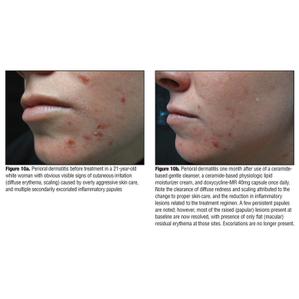 Figure 10a. Perioral dermatitis before treatment in a 21-year-old
white woman with obvious visible signs of cutaneous irritation
(diffuse erythema, scaling) caused by overly aggressive skin care,
and multiple secondarily excoriated inflammatory papules
Figure 10b. Perioral dermatitis one month after use of a ceramide-
based gentle cleanser, a ceramide-based physiologic lipid
moisturizer cream, and doxycycline-MR 40mg capsule once daily.
Note the clearance of diffuse redness and scaling attributed to the
change to proper skin care, and the reduction in inflammatory
lesions related to the treatment regimen. A few persistent papules
are noted; however, most of the raised (papular) lesions present at
baseline are now resolved, with presence of only flat (macular)
residual erythema at those sites. Excoriations are no longer present.